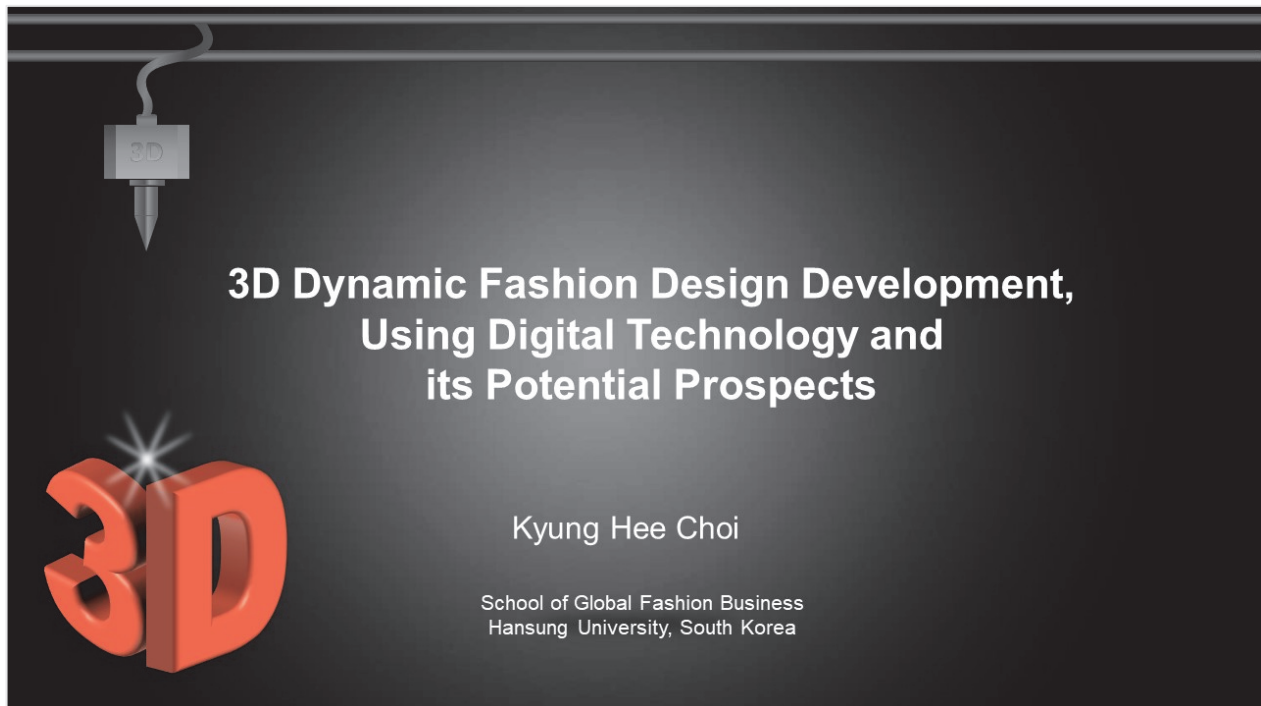 3D
3D Dynamic Fashion Design Development,
Using Digital Technology and
its Potential Prospects
3D
Kyung Hee Choi
School of Global Fashion Business
Hansung University, South Korea